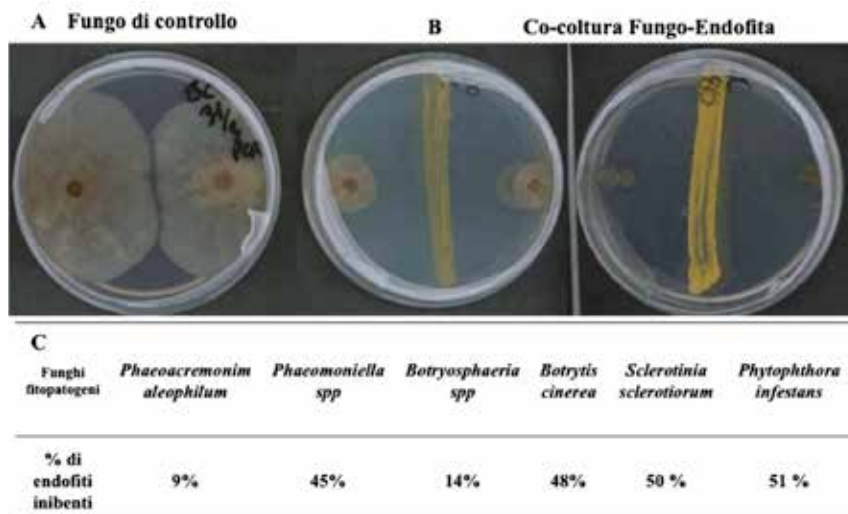 A Fungo di controllo
B Co-coltura Fungo-Endofita
C
Funghi fitopatogeni
Phaeoacremonim aleophilum
Phaeomoniella spp
Botryosphaeria spp
Botrytis cinerea
Sclerotinia sclerotiorum
Phytophthora infestans
% di endofiti inibenti
9% 45% 14% 48% 50 % 51 %